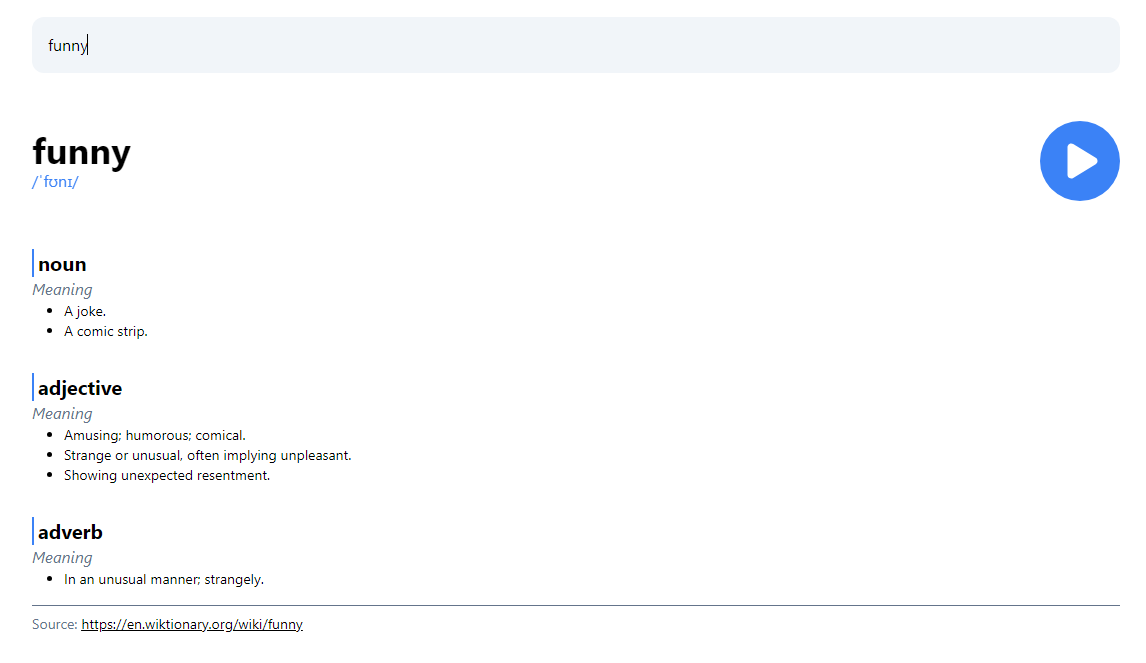 funny
funny
/ˈfʊnɪ/
noun
Meaning
• A joke.
• A comic strip.
adjective
Meaning
• Amusing; humorous; comical.
• Strange or unusual, often implying unpleasant.
• Showing unexpected resentment.
adverb
Meaning
• In an unusual manner; strangely.
Source: https://en.wiktionary.org/wiki/funny